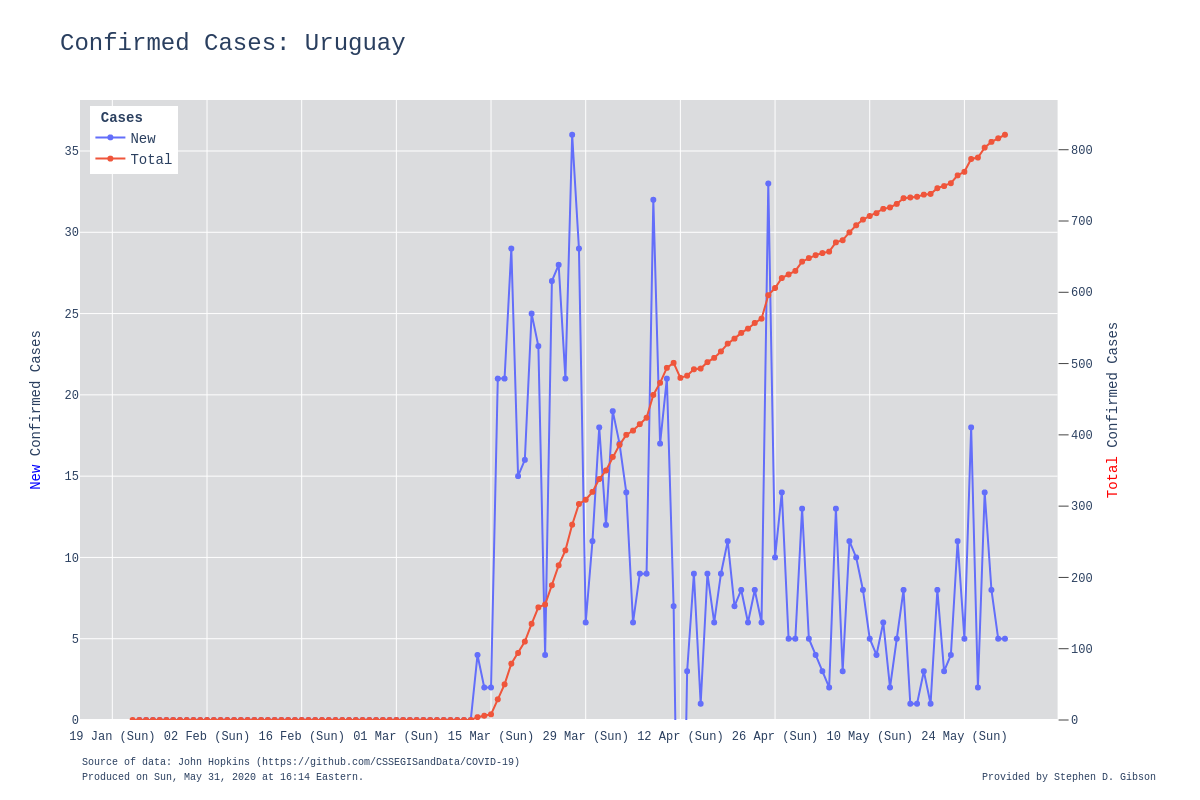 Confirmed Cases: Uruguay
Cases
New
Total
35
30
25
20
15
10
5
0
800
700
600
500
400
300
200
100
0
New Confirmed Cases
Total Confirmed Cases
19 Jan (Sun) 02 Feb (Sun) 16 Feb (Sun) 01 Mar (Sun) 15 Mar (Sun) 29 Mar (Sun) 12 Apr (Sun) 26 Apr (Sun) 10 May (Sun) 24 May (Sun)
Source of data: John Hopkins (https://github.com/CSSEGISandData/COVID-19)
Produced on Sun, May 31, 2020 at 16:14 Eastern.
Provided by Stephen D. Gibson